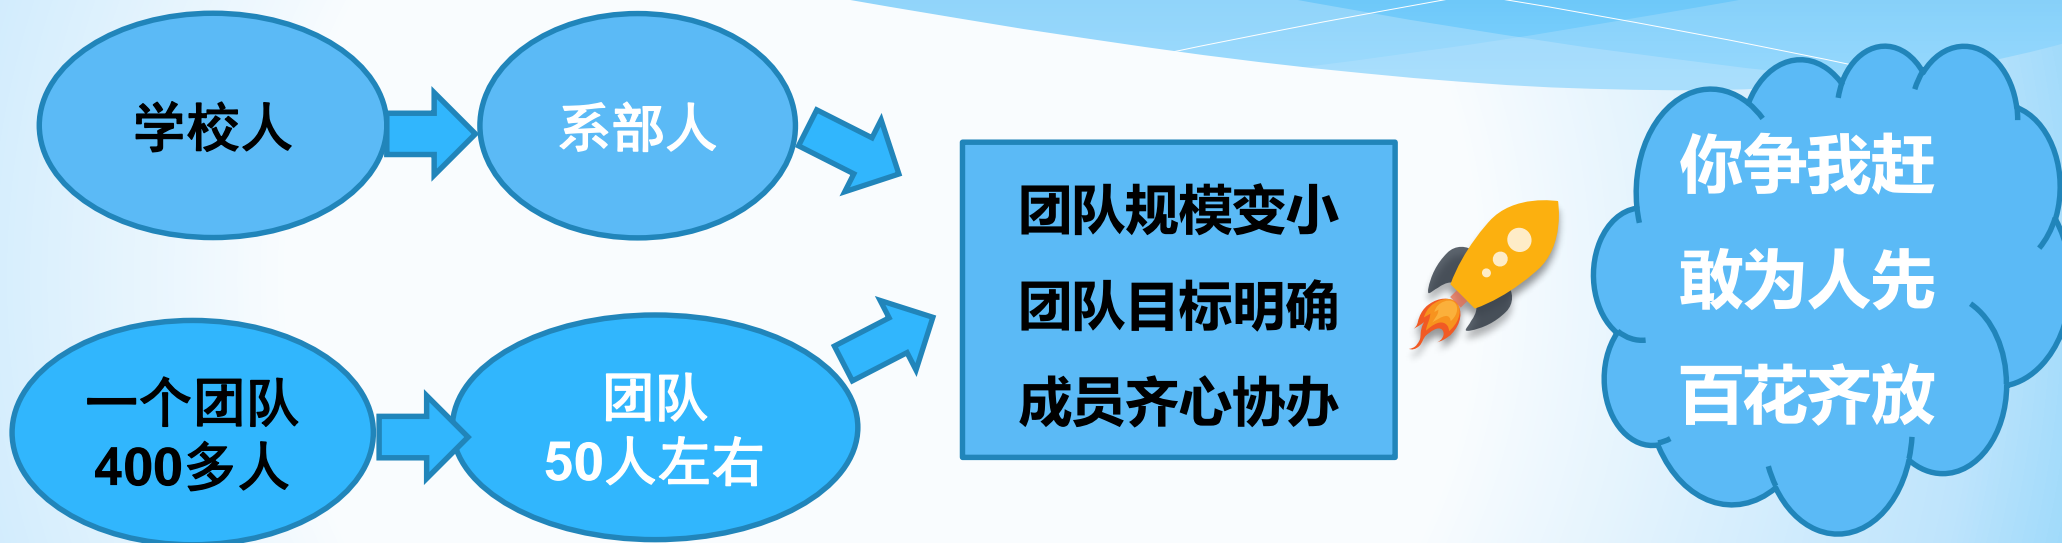 学校人
系部人
一个团队
400多人
团队
50人左右
团队规模变小
团队目标明确
成员齐心协办
你争我赶
敢为人先
百花齐放